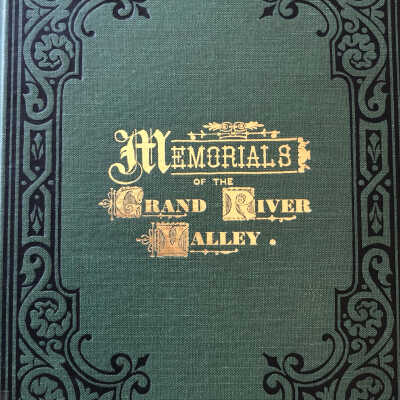 MEMORIALS
OF THE
GRAND RIVER
VALLEY.